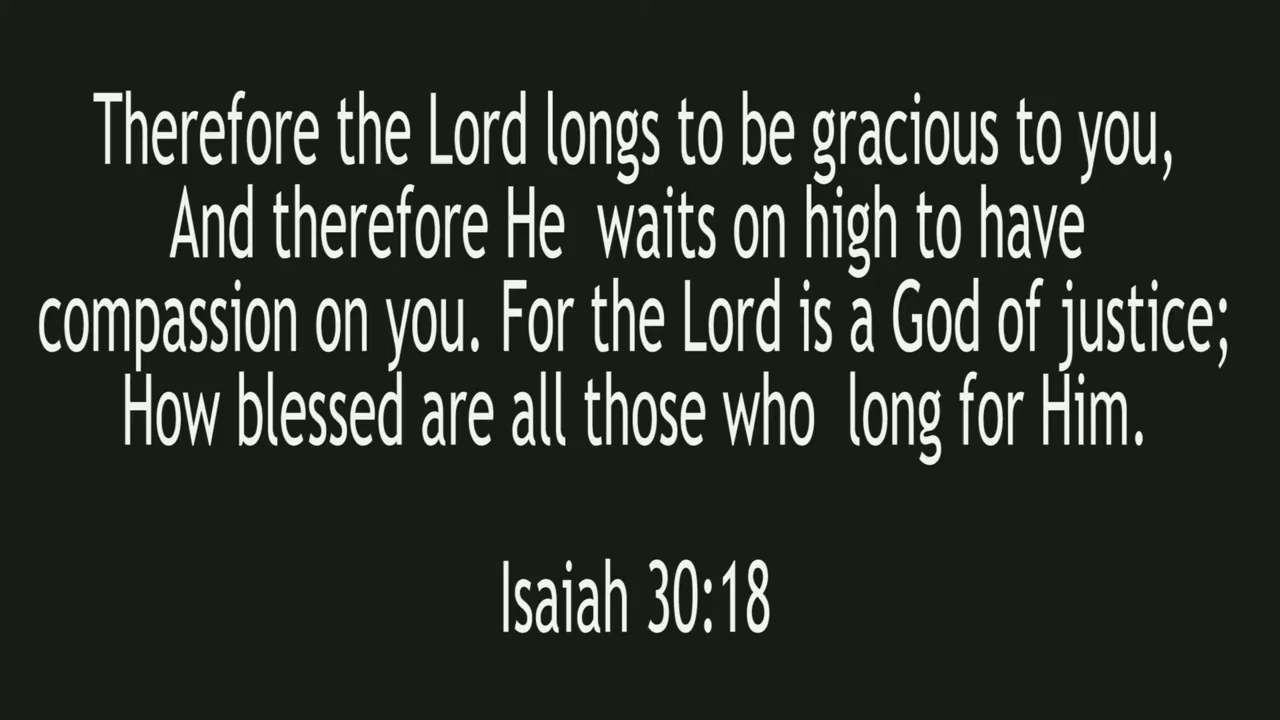 Therefore the Lord longs to be gracious to you,
And therefore He waits on high to have
compassion on you. For the Lord is a God of justice;
How blessed are all those who long for Him.
Isaiah 30:18